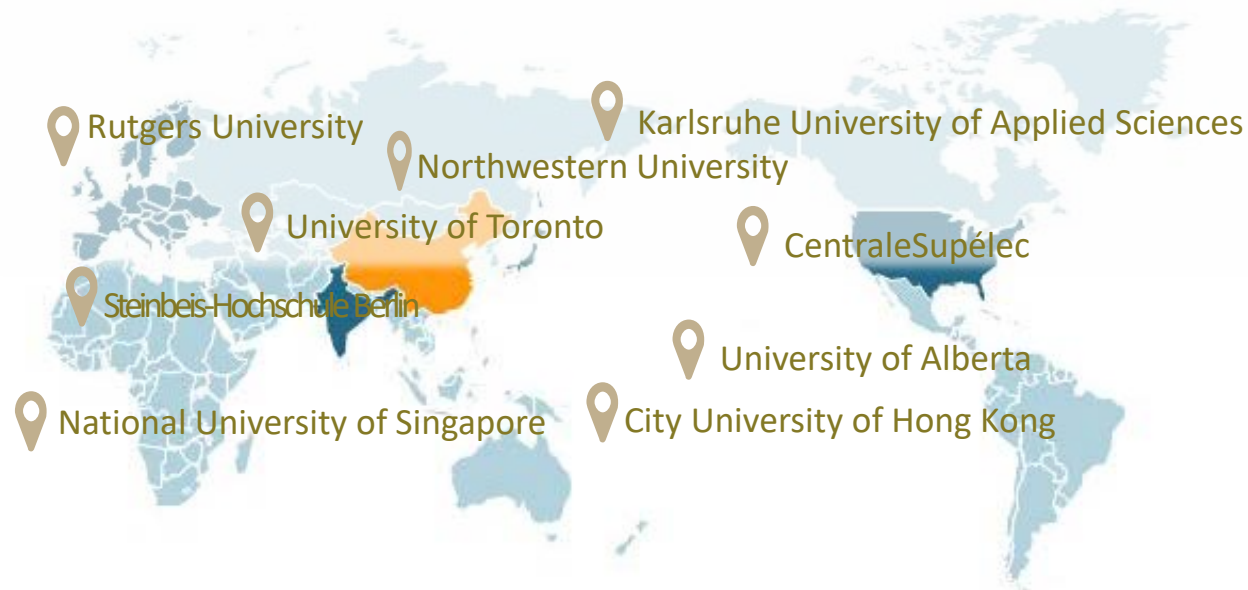 Rutgers University
Karlsruhe University of Applied Sciences
Northwestern University
University of Toronto
CentraleSupélec
Steinbeis-Hochschule Berlin
University of Alberta
National University of Singapore
City University of Hong Kong